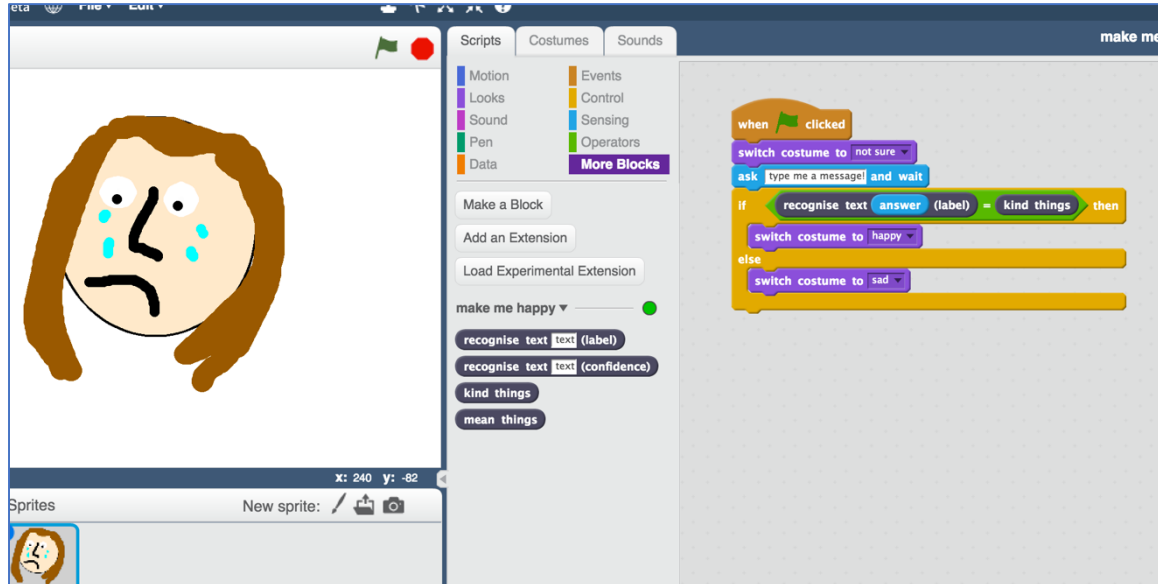 eta File Edit
Scripts Costumes Sounds
make me
Motion Events
Looks Control
Sound Sensing
Pen Operators
Data More Blocks
Make a Block
Add an Extension
Load Experimental Extension
make me happy
recognise text text (label)
recognise text text (confidence)
kind things
mean things
when clicked
switch costume to not sure
ask type me a message! and wait
if recognise text answer (label) = kind things then
switch costume to happy
else
switch costume to sad
x: 240 y: -82
Sprites New sprite: